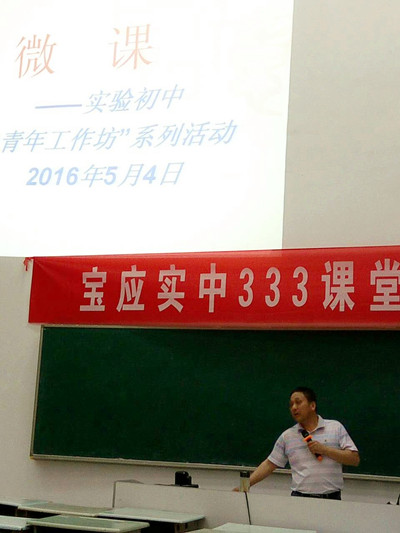 微 课
——实验初中
青年工作坊”系列活动
2016年5月4日
宝应实中333课堂